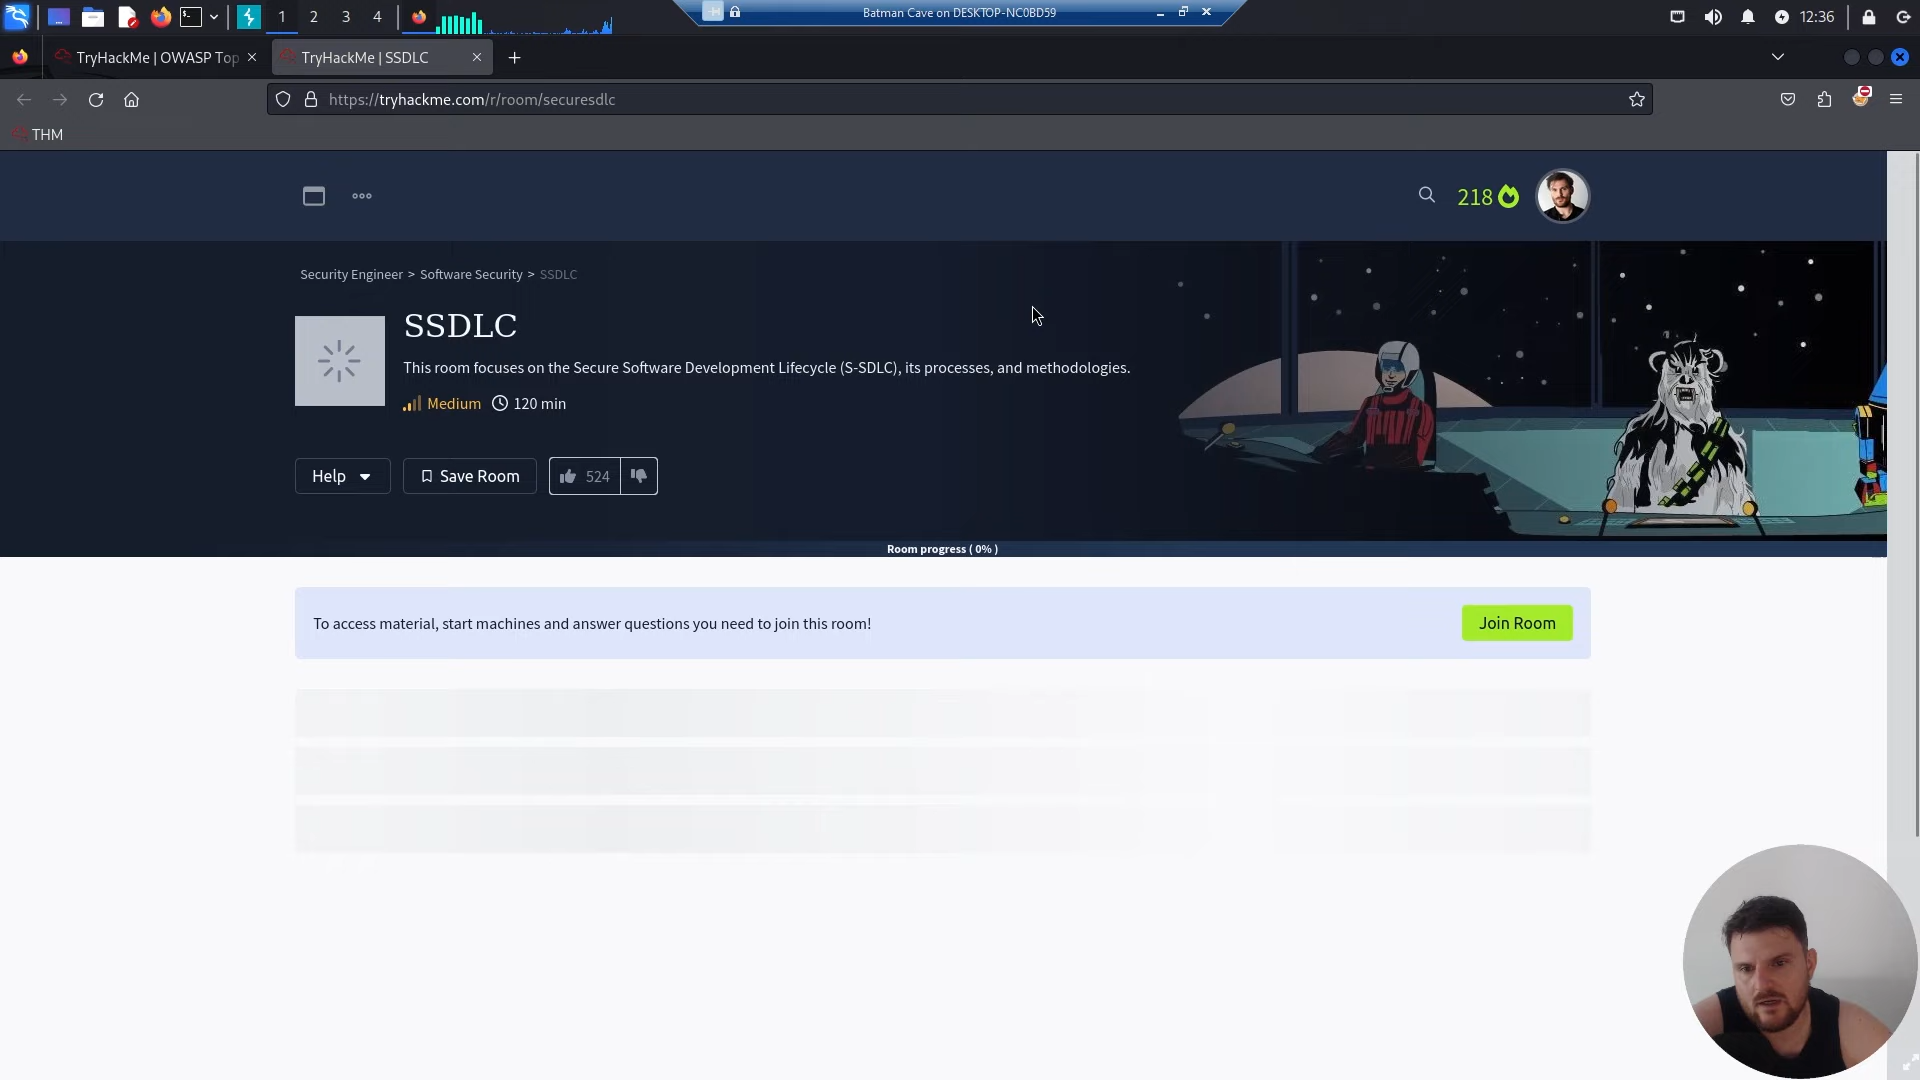 1 2 3 4
Batman Cave on DESKTOP-NC0BD59
12:36
TryHackMe | OWASP Top
TryHackMe | SSDLC
https://tryhackme.com/r/room/securesdlc
THM
218
Security Engineer > Software Security > SSDLC
SSDLC
This room focuses on the Secure Software Development Lifecycle (S-SDLC), its processes, and methodologies.
Medium 120 min
Help Save Room 524
Room progress ( 0% )
To access material, start machines and answer questions you need to join this room!
Join Room